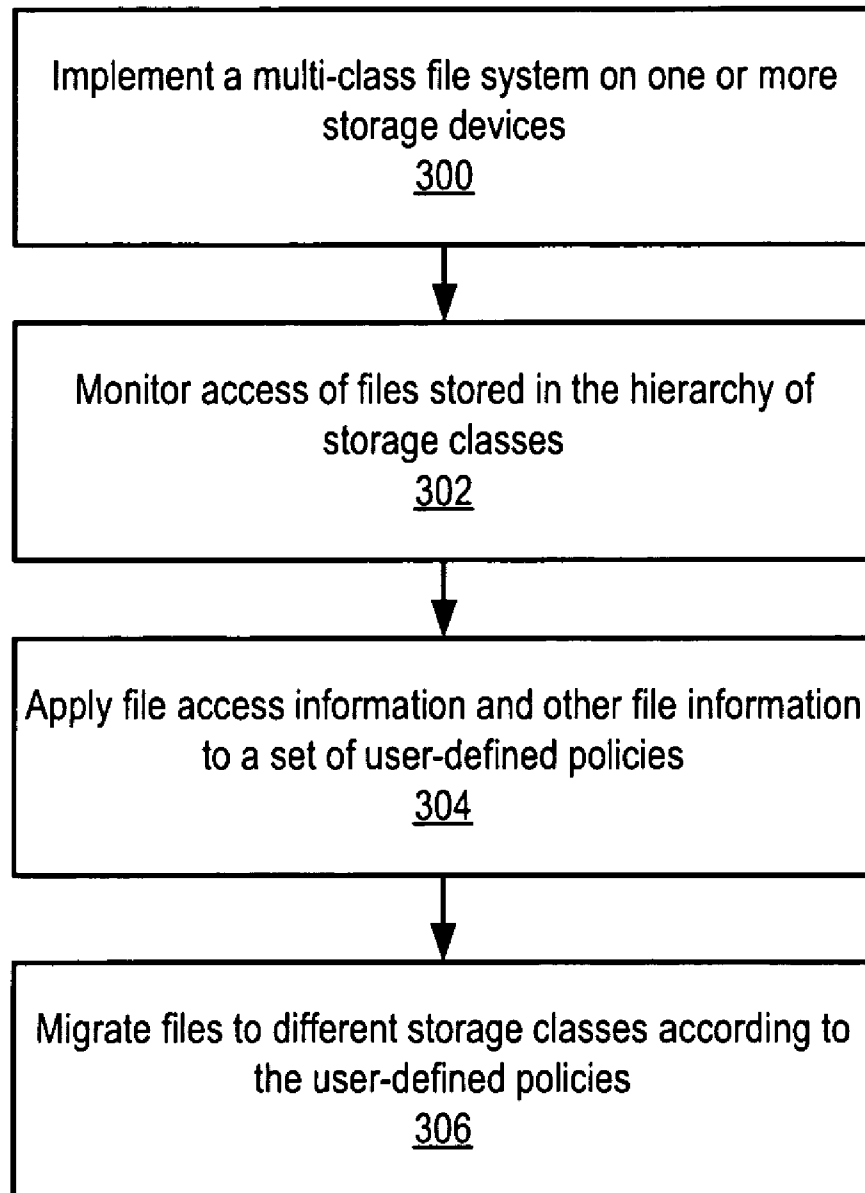 Implement a multi-class file system on one or more
storage devices
300
Monitor access of files stored in the hierarchy of
storage classes
302
Apply file access information and other file information
to a set of user-defined policies
304
Migrate files to different storage classes according to
the user-defined policies
306